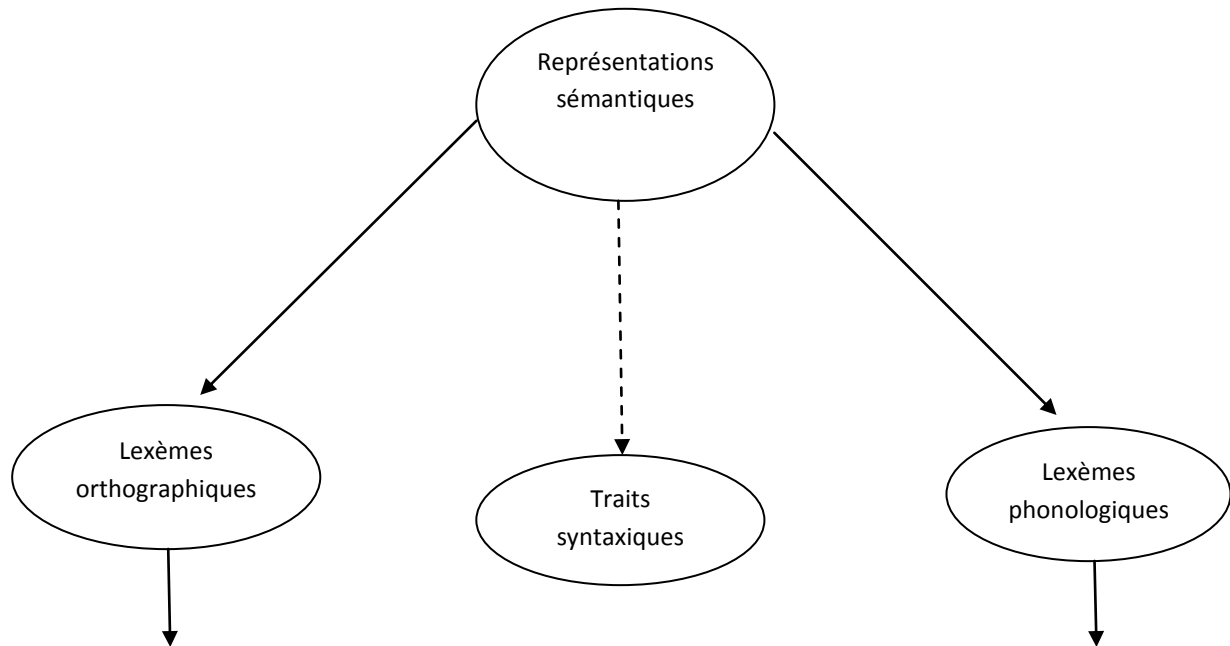 Représentations
sémantiques
Lexèmes
orthographiques
Traits
syntaxiques
Lexèmes
phonologiques